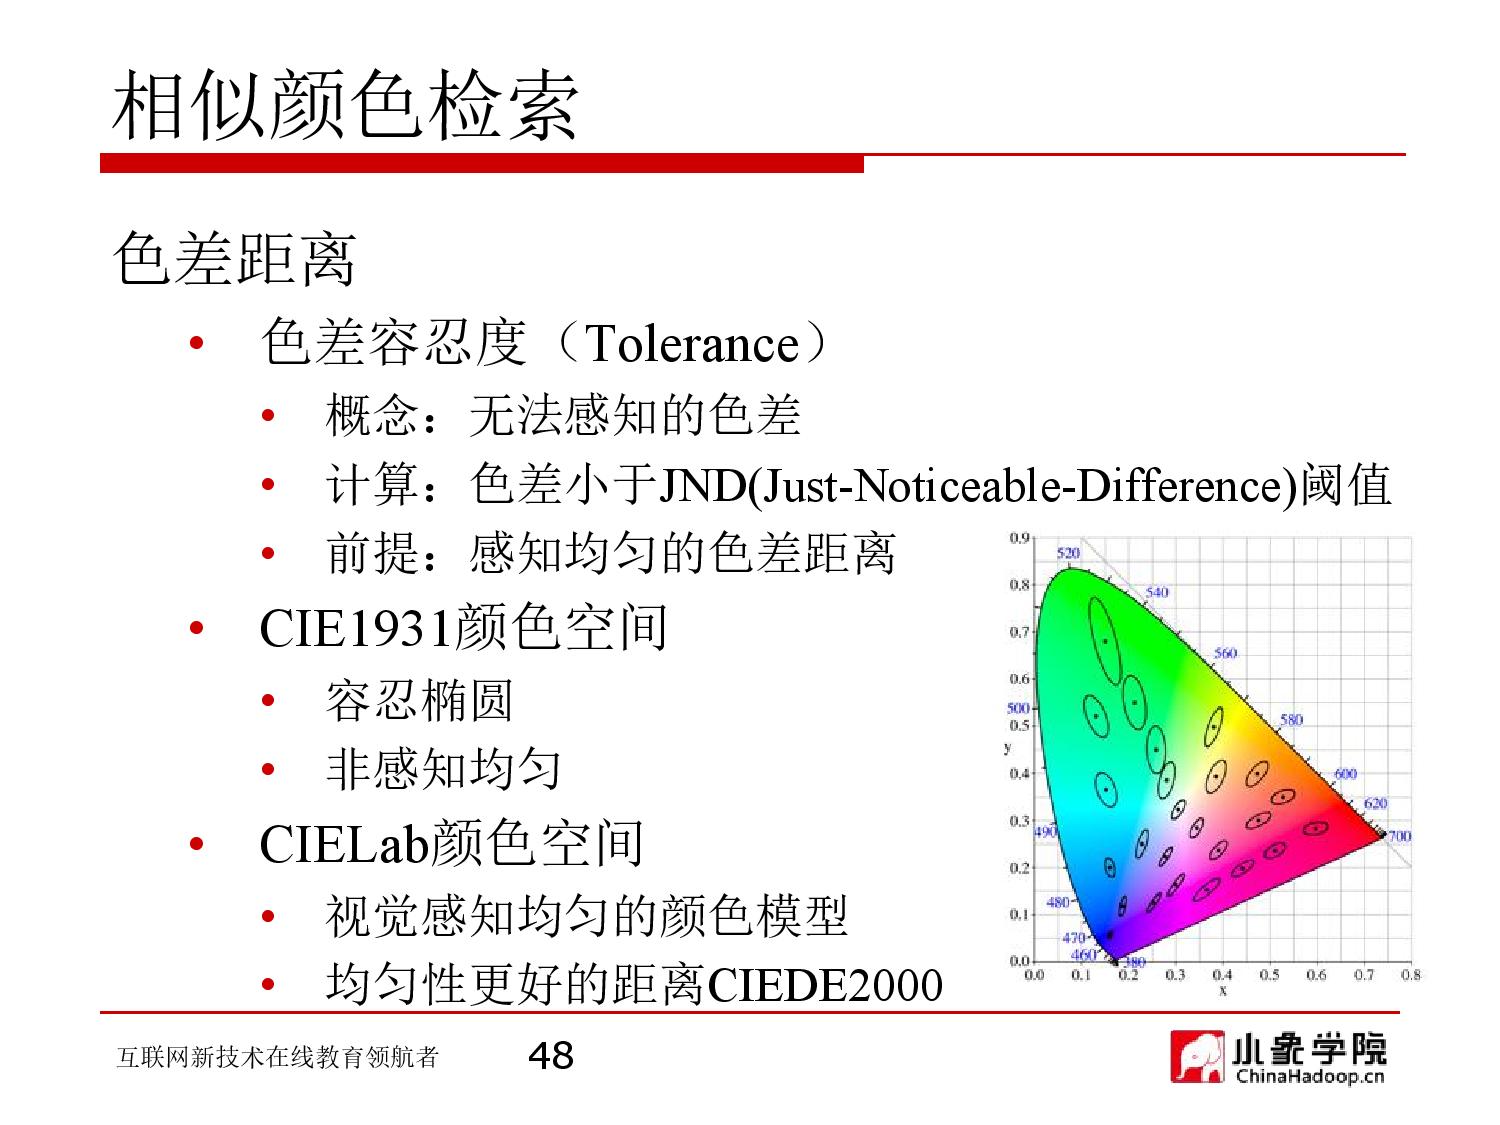 相似颜色检索
色差距离
• 色差容忍度（Tolerance）
• 概念：无法感知的色差
• 计算：色差小于JND(Just-Noticeable-Difference)阈值
• 前提：感知均匀的色差距离
• CIE1931颜色空间
• 容忍椭圆
• 非感知均匀
• CIELab颜色空间
• 视觉感知均匀的颜色模型
• 均匀性更好的距离CIEDE2000
0.9
520
0.8
540
0.7
560
0.6
500
0.5
580
y
0.4
600
0.3
620
490
700
0.2
480
0.1
470
460
0.0
380
0.0 0.1 0.2 0.3 0.4 0.5 0.6 0.7 0.8
x
互联网新技术在线教育领航者
48
小象学院
ChinaHadoop.cn